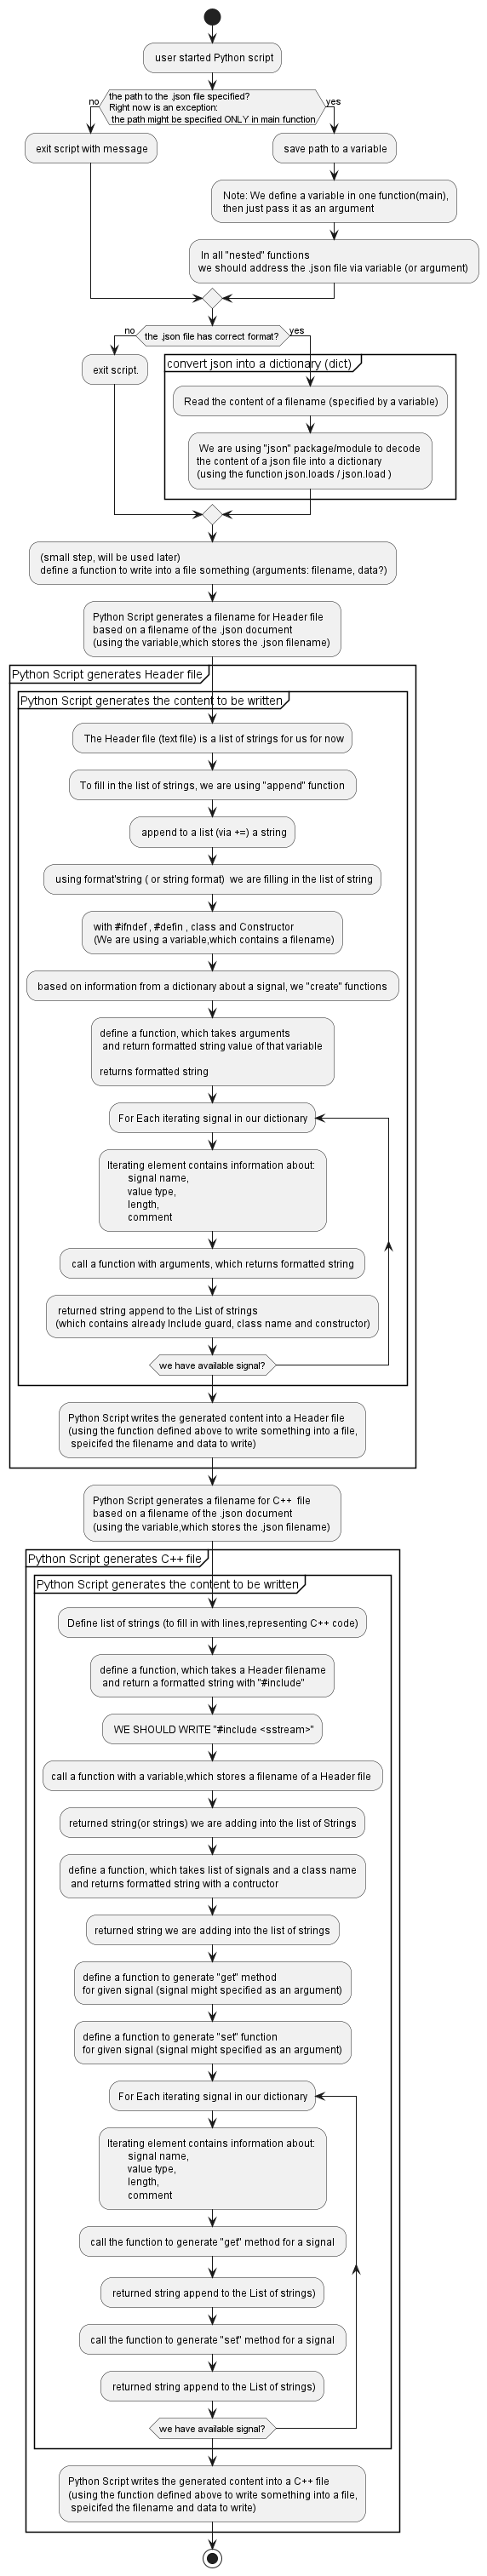 user started Python script
the path to the .json file specified?
Right now is an exception:
the path might be specified ONLY in main function
no
yes
exit script with message
save path to a variable
Note: We define a variable in one function(main),
then just pass it as an argument
In all "nested" functions
we should address the .json file via variable (or argument)
no
the .json file has correct format?
yes
exit script.
convert json into a dictionary (dict)
Read the content of a filename (specified by a variable)
We are using "json" package/module to decode
the content of a json file into a dictionary
(using the function json.loads / json.load )
(small step, will be used later)
define a function to write into a file something (arguments: filename, data?)
Python Script generates a filename for Header file
based on a filename of the .json document
(using the variable,which stores the .json filename)
Python Script generates Header file
Python Script generates the content to be written
The Header file (text file) is a list of strings for us for now
To fill in the list of strings, we are using "append" function
append to a list (via +=) a string
using format'string ( or string format)  we are filling in the list of string
with #ifndef , #defin , class and Constructor
(We are using a variable,which contains a filename)
based on information from a dictionary about a signal, we "create" functions
define a function, which takes arguments
and return formatted string value of that variable
returns formatted string
For Each iterating signal in our dictionary
Iterating element contains information about:
signal name,
value type,
length,
comment
call a function with arguments, which returns formatted string
returned string append to the List of strings
(which contains already Include guard, class name and constructor)
we have available signal?
Python Script writes the generated content into a Header file
(using the function defined above to write something into a file,
speicifed the filename and data to write)
Python Script generates a filename for C++  file
based on a filename of the .json document
(using the variable,which stores the .json filename)
Python Script generates C++ file
Python Script generates the content to be written
Define list of strings (to fill in with lines,representing C++ code)
define a function, which takes a Header filename
and return a formatted string with "#include"
WE SHOULD WRITE "#include <sstream>"
call a function with a variable,which stores a filename of a Header file
returned string(or strings) we are adding into the list of Strings
define a function, which takes list of signals and a class name
and returns formatted string with a contructor
returned string we are adding into the list of strings
define a function to generate "get" method
for given signal (signal might specified as an argument)
define a function to generate "set" function
for given signal (signal might specified as an argument)
For Each iterating signal in our dictionary
Iterating element contains information about:
signal name,
value type,
length,
comment
call the function to generate "get" method for a signal
returned string append to the List of strings)
call the function to generate "set" method for a signal
returned string append to the List of strings)
we have available signal?
Python Script writes the generated content into a C++ file
(using the function defined above to write something into a file,
speicifed the filename and data to write)